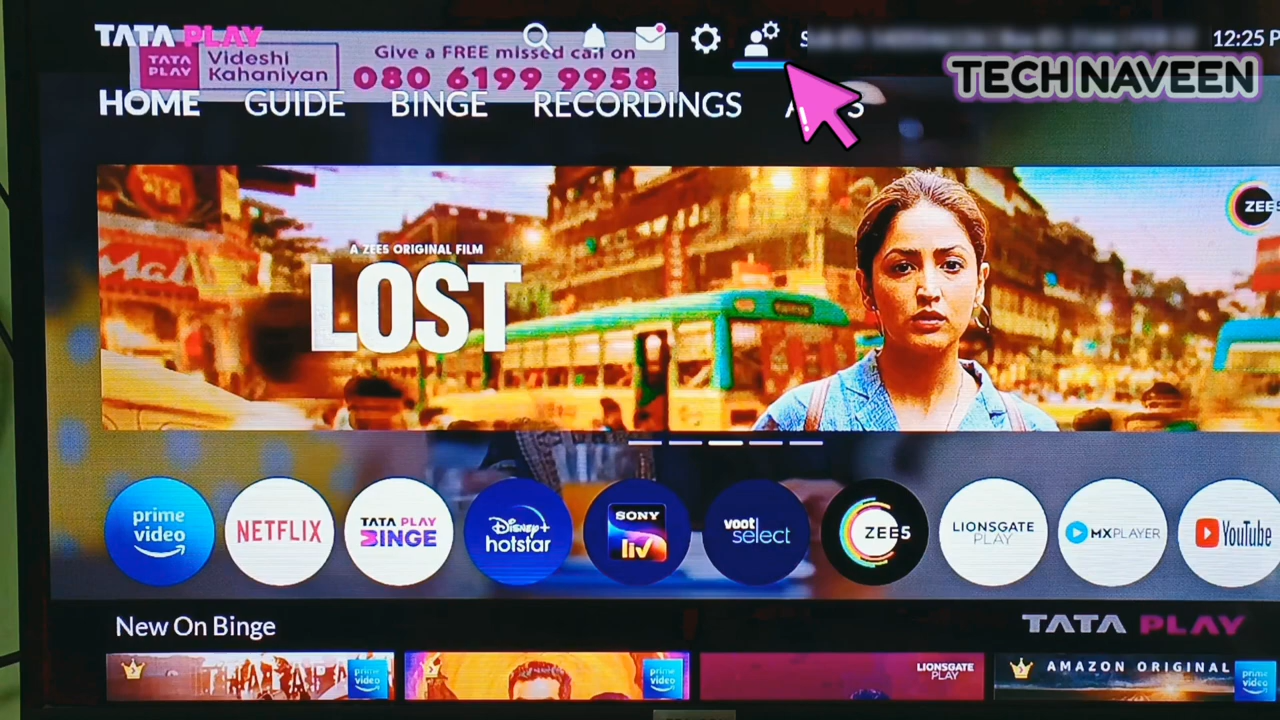 TATA PLAY
TATA PLAY
Videshi Kahaniyan
Give a FREE missed call on
080 6199 9958
12:25 P
TECH NAVEEN
HOME GUIDE BINGE RECORDINGS
Mal
A ZEE5 ORIGINAL FILM
LOST
ZEE5
prime video
NETFLIX
TATA PLAY BINGE
Disney+ hotstar
SONY liv
voot select
ZEE5
LIONSGATE PLAY
MXPLAYER
YouTube
New On Binge
TATA PLAY
prime video
prime video
LIONSGATE PLAY
AMAZON ORIGINAL
prime video